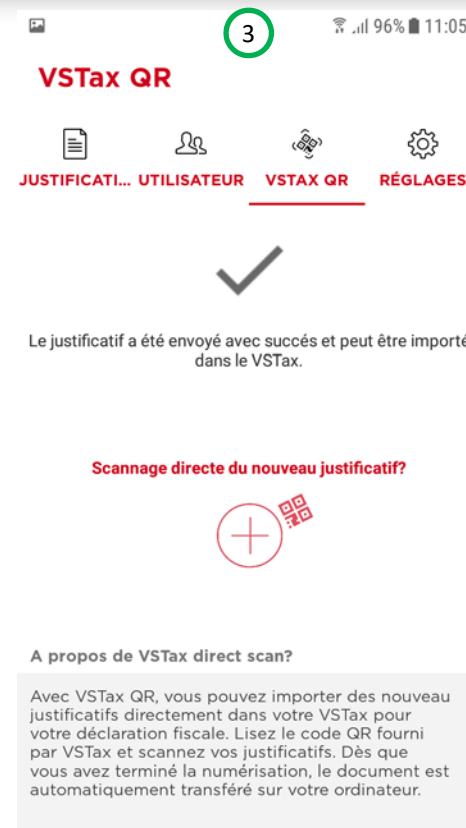 3
96% 11:05
VSTax QR
JUSTIFICATI... UTILISATEUR VSTAX QR RÉGLAGES
Le justificatif a été envoyé avec succés et peut être importé
dans le VSTax.
Scannage directe du nouveau justificatif?
A propos de VSTax direct scan?
Avec VSTax QR, vous pouvez importer des nouveau
justificatifs directement dans votre VSTax pour
votre déclaration fiscale. Lisez le code QR fourni
par VSTax et scannez vos justificatifs. Dès que
vous avez terminé la numérisation, le document est
automatiquement transféré sur votre ordinateur.